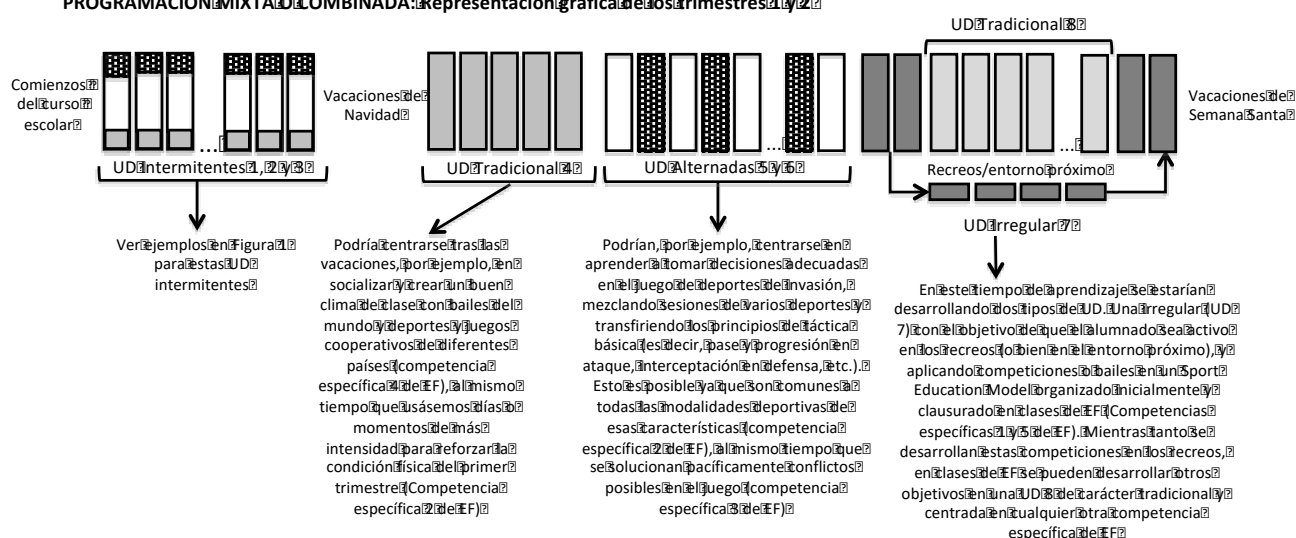 PROGRAMACIÓN MIXTA O COMBINADA: Representación gráfica de los trimestres 1 y 2
UD Tradicional 8
Comienzos
del curso
escolar
Vacaciones de
Navidad
Vacaciones de
Semana Santa
...
...
...
UD Intermitentes 1, 2 y 3
UD Tradicional 4
UD Alternadas 5 y 6
Recreos/entorno próximo
UD Irregular 7
Ver ejemplos en Figura 1
para estas UD
intermitentes
Podría centrarse tras las
vacaciones, por ejemplo, en
socializar y crear un buen
clima de clase con bailes del
mundo y deportes y juegos
cooperativos de diferentes
países (competencia
específica 4 de EF), al mismo
tiempo que usásemos días o
momentos de más
intensidad para reforzar la
condición física del primer
trimestre (Competencia
específica 2 de EF)
Podrían, por ejemplo, centrarse en
aprender a tomar decisiones adecuadas
en el juego de deportes de invasión,
mezclando sesiones de varios deportes y
transfiriendo los principios de táctica
básica (es decir, pase y progresión en
ataque, interceptación en defensa, etc.).
Esto es posible ya que son comunes a
todas las modalidades deportivas de
esas características (competencia
específica 2 de EF), al mismo tiempo que
se solucionan pacíficamente conflictos
posibles en el juego (competencia
específica 3 de EF)
En este tiempo de aprendizaje se estarían
desarrollando dos tipos de UD. Una irregular (UD
7) con el objetivo de que el alumnado sea activo
en los recreos (o bien en el entorno próximo), y
aplicando competiciones o bailes en un Sport
Education Model organizado inicialmente y
clausurado en clases de EF (Competencias
específicas 1 y 5 de EF). Mientras tanto se
desarrollan estas competiciones en los recreos,
en clases de EF se pueden desarrollar otros
objetivos en una UD 8 de carácter tradicional y
centrada en cualquier otra competencia
específica de EF